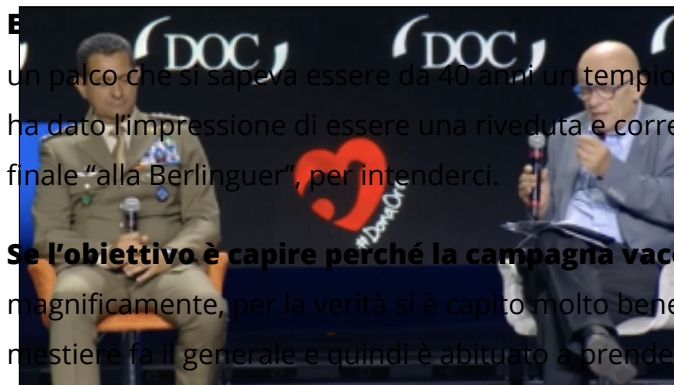 E
DOC DOC
un palco che si sapeva essere da 40 anni un tempio
ha dato l’impressione di essere una riveduta e corre
finale “alla Berlinguer”, per intenderci.
#DonaOra
Se l’obiettivo è capire perché la campagna vacc
magnificamente, per la verità si è capito molto bene
mestiere fa il generale e quindi è abituato a prende